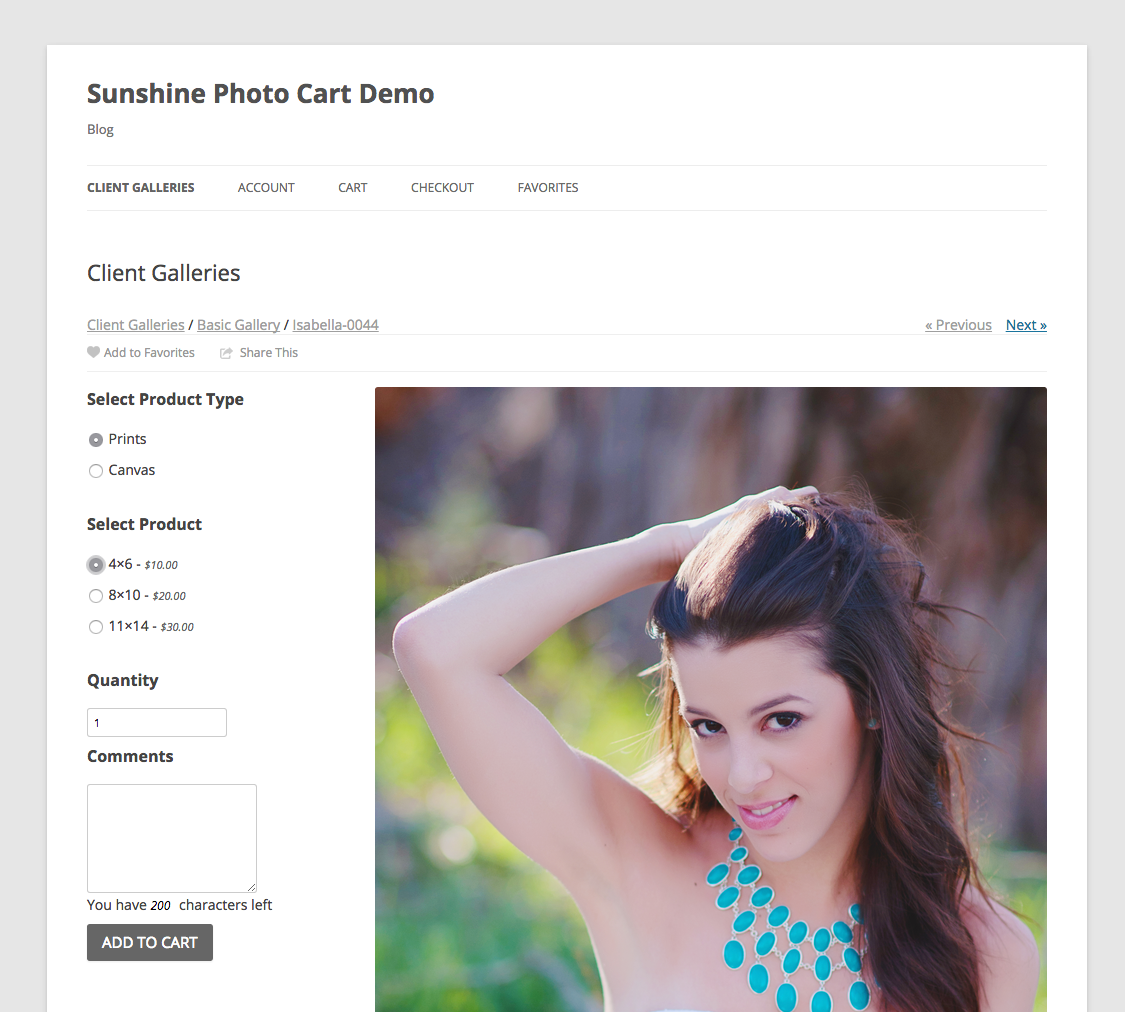 Sunshine Photo Cart Demo
Blog
CLIENT GALLERIES ACCOUNT CART CHECKOUT FAVORITES
Client Galleries
Client Galleries / Basic Gallery / Isabella-0044 « Previous Next »
Add to Favorites Share This
Select Product Type
Prints
Canvas
Select Product
4×6 - $10.00
8×10 - $20.00
11×14 - $30.00
Quantity
1
Comments
You have 200 characters left
ADD TO CART